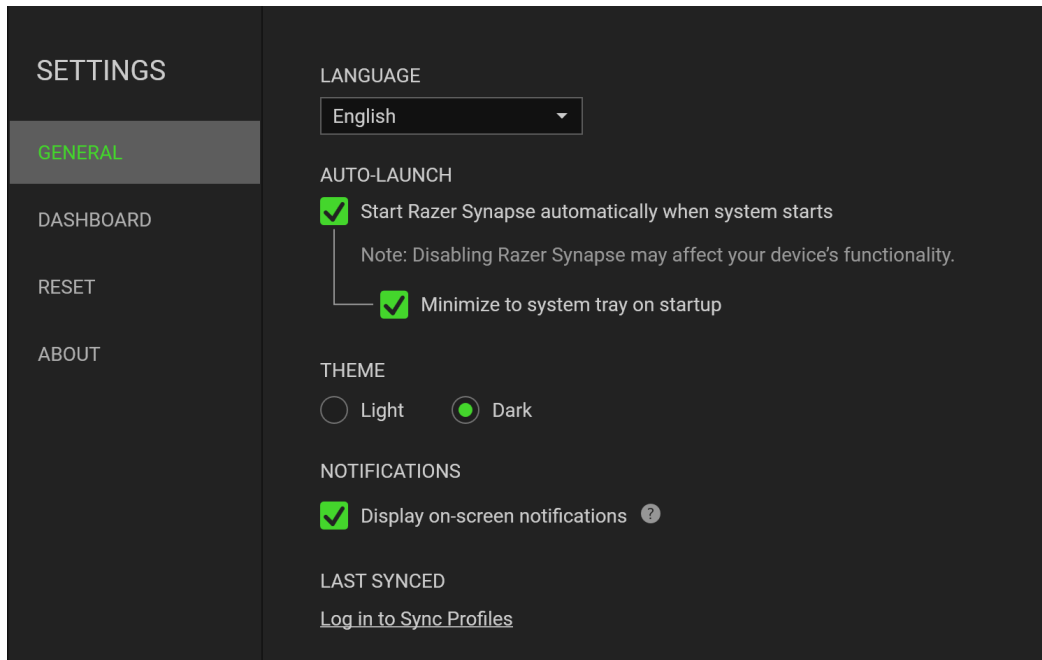 SETTINGS
GENERAL
DASHBOARD
RESET
ABOUT
LANGUAGE
English
AUTO-LAUNCH
Start Razer Synapse automatically when system starts
Note: Disabling Razer Synapse may affect your device’s functionality.
Minimize to system tray on startup
THEME
Light Dark
NOTIFICATIONS
Display on-screen notifications ?
LAST SYNCED
Log in to Sync Profiles